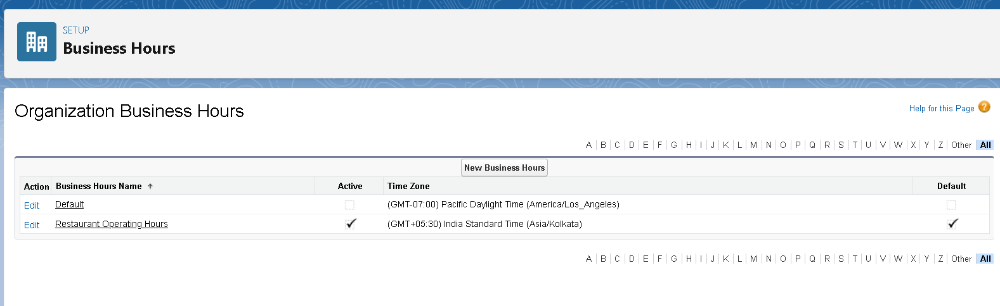 SETUP
Business Hours
Organization Business Hours
Help for this Page ?
A B C D E F G H I J K L M N O P Q R S T U V W X Y Z Other All
New Business Hours
Action Business Hours Name ↑ Active Time Zone Default
Edit Default (GMT-07:00) Pacific Daylight Time (America/Los_Angeles)
Edit Restaurant Operating Hours (GMT+05:30) India Standard Time (Asia/Kolkata)
A B C D E F G H I J K L M N O P Q R S T U V W X Y Z Other All